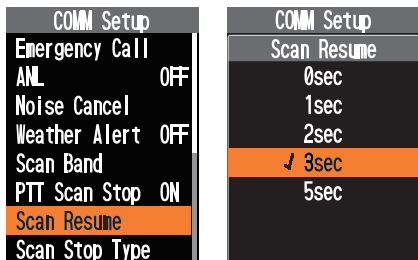 COMM Setup
Emergency Call
ANL OFF
Noise Cancel
Weather Alert OFF
Scan Band
PTT Scan Stop ON
Scan Resume
Scan Stop Type
COMM Setup
Scan Resume
0sec
1sec
2sec
✓ 3sec
5sec